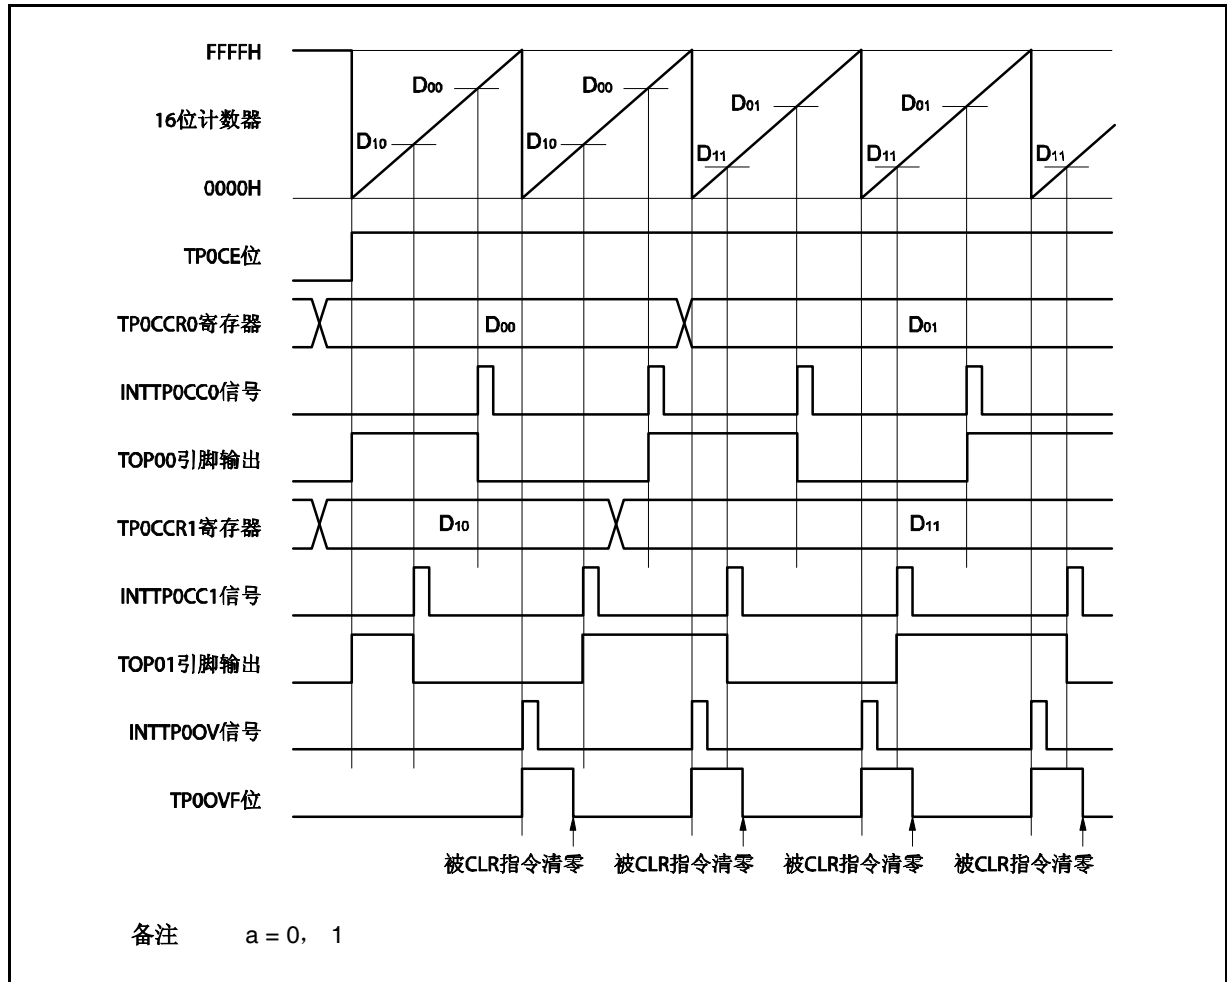 FFFFH
D00 D00
D01 D01
16位计数器
D10 D10
D11 D11 D11
0000H
TP0CE位
TP0CCR0寄存器 D00 D01
INTTP0CC0信号
TOP00引脚输出
TP0CCR1寄存器 D10 D11
INTTP0CC1信号
TOP01引脚输出
INTTP0OV信号
TP0OVF位
被CLR指令清零 被CLR指令清零 被CLR指令清零 被CLR指令清零
备注 a = 0， 1